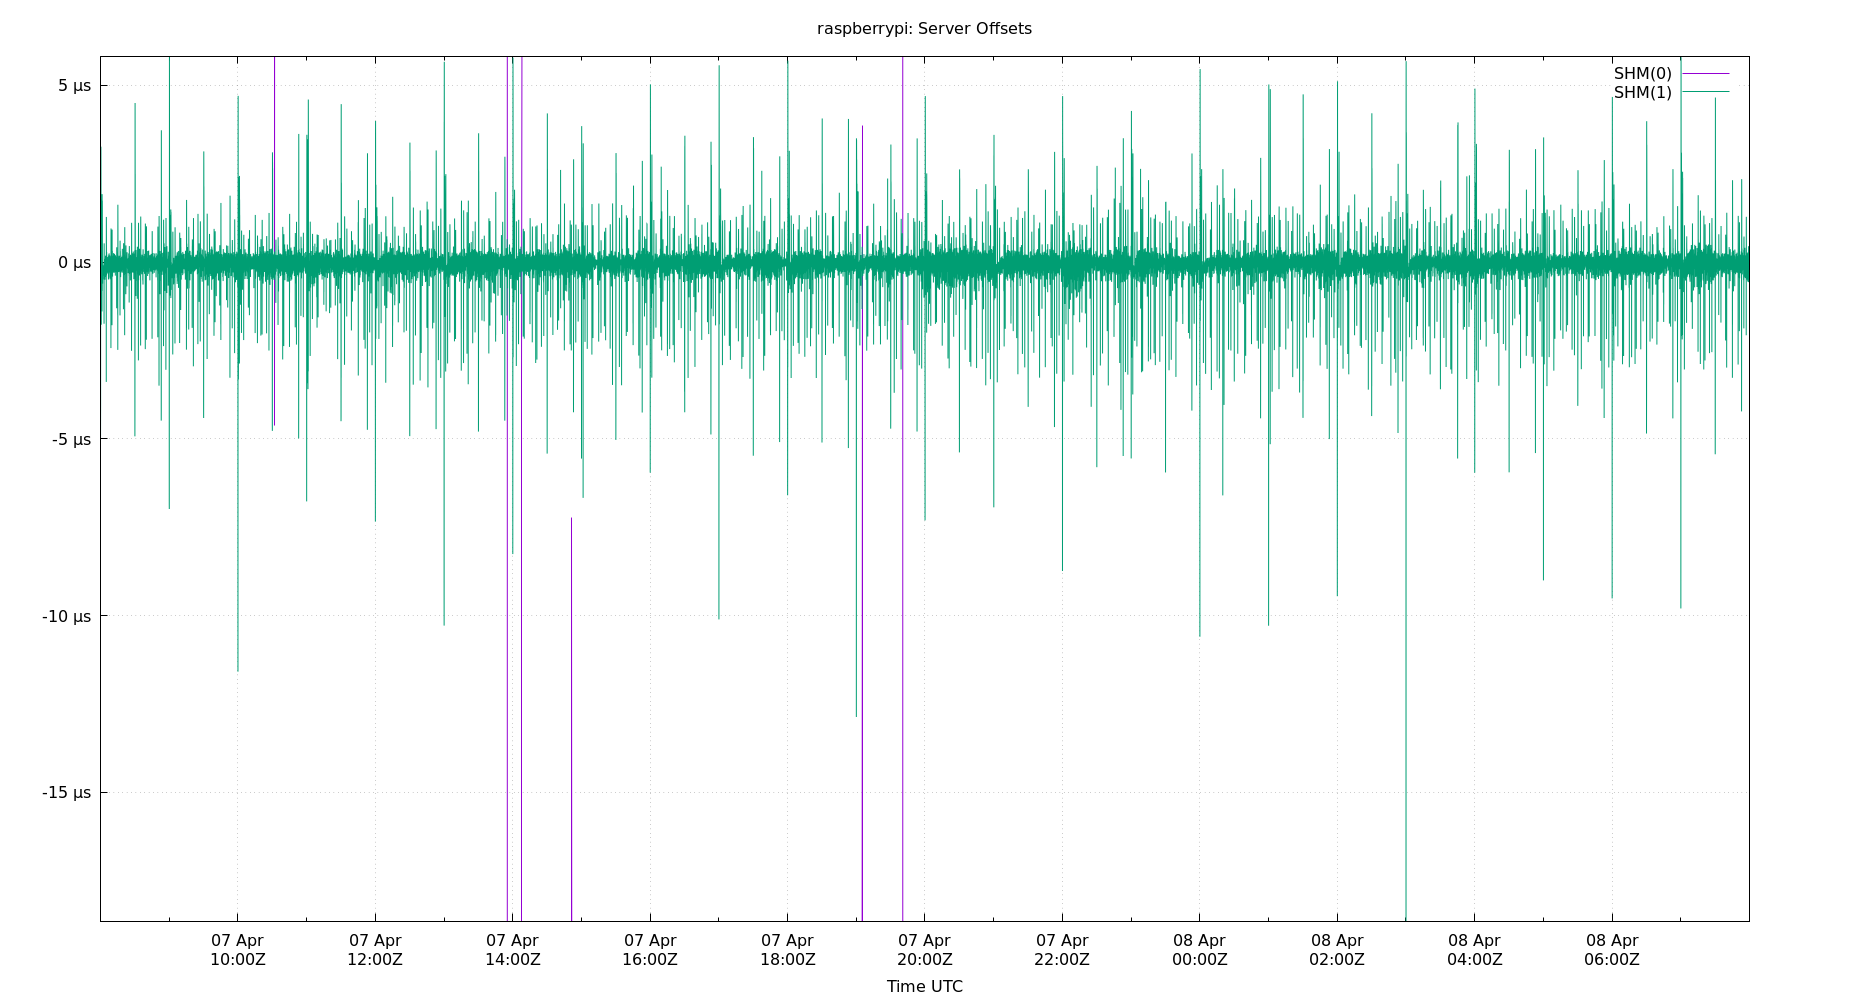 raspberrypi: Server Offsets
SHM(0)
SHM(1)
5 µs
0 µs
-5 µs
-10 µs
-15 µs
07 Apr 07 Apr 07 Apr 07 Apr 07 Apr 07 Apr 07 Apr 08 Apr 08 Apr 08 Apr 08 Apr
10:00Z 12:00Z 14:00Z 16:00Z 18:00Z 20:00Z 22:00Z 00:00Z 02:00Z 04:00Z 06:00Z
Time UTC